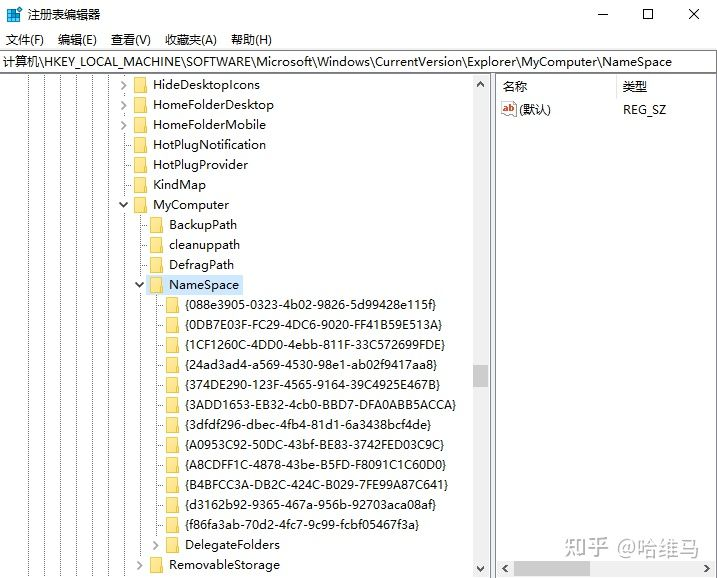 注册表编辑器
文件(F) 编辑(E) 查看(V) 收藏夹(A) 帮助(H)
计算机\HKEY_LOCAL_MACHINE\SOFTWARE\Microsoft\Windows\CurrentVersion\Explorer\MyComputer\NameSpace
HideDesktopIcons
HomeFolderDesktop
HomeFolderMobile
HotPlugNotification
HotPlugProvider
KindMap
MyComputer
BackupPath
cleanuppath
DefragPath
NameSpace
{088e3905-0323-4b02-9826-5d99428e115f}
{0DB7E03F-FC29-4DC6-9020-FF41B59E513A}
{1CF1260C-4DD0-4ebb-811F-33C572699FDE}
{24ad3ad4-a569-4530-98e1-ab02f9417aa8}
{374DE290-123F-4565-9164-39C4925E467B}
{3ADD1653-EB32-4cb0-BBD7-DFA0ABB5ACCA}
{3dfdf296-dbec-4fb4-81d1-6a3438bcf4de}
{A0953C92-50DC-43bf-BE83-3742FED03C9C}
{A8CDFF1C-4878-43be-B5FD-F8091C1C60D0}
{B4BFCC3A-DB2C-424C-B029-7FE99A87C641}
{d3162b92-9365-467a-956b-92703aca08af}
{f86fa3ab-70d2-4fc7-9c99-fcbf05467f3a}
DelegateFolders
RemovableStorage
名称 类型
ab (默认) REG_SZ
知乎 @哈维马